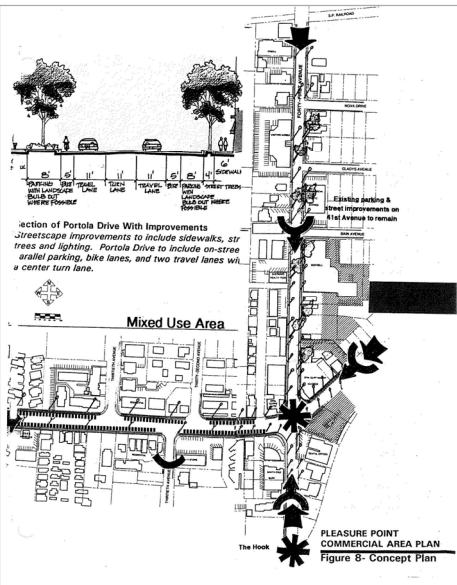 S.P. RAILROAD
FORTY-FIRST AVENUE
NOVA DRIVE
GLADYS AVENUE
8' 5' 11' 11' 11' 5' 8' 4' 6'
SIDEWALK
PARKING WITH LANDSCAPE BULB OUT WHERE POSSIBLE
TRAVEL LANE
TURN LANE
TRAVEL LANE
PARKING WITH LANDSCAPE BULB OUT WHERE POSSIBLE
STREET TREES
Existing parking &
street improvements on
41st Avenue to remain
ection of Portola Drive With Improvements
Streetscape improvements to include sidewalks, str
trees and lighting. Portola Drive to include on-stree
arallel parking, bike lanes, and two travel lanes wi
a center turn lane.
Mixed Use Area
The Hook
PLEASURE POINT
COMMERCIAL AREA PLAN
Figure 8- Concept Plan